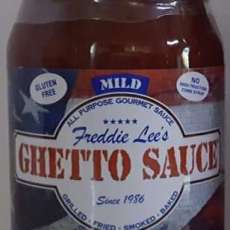 MILD
GLUTEN
FREE
NO
HIGH FRUCTOSE
CORN SYRUP
ALL PURPOSE GOURMET SAUCE
Freddie Lee's
GHETTO SAUCE
Since 1986
GRILLED - FRIED - SMOKED - BAKED